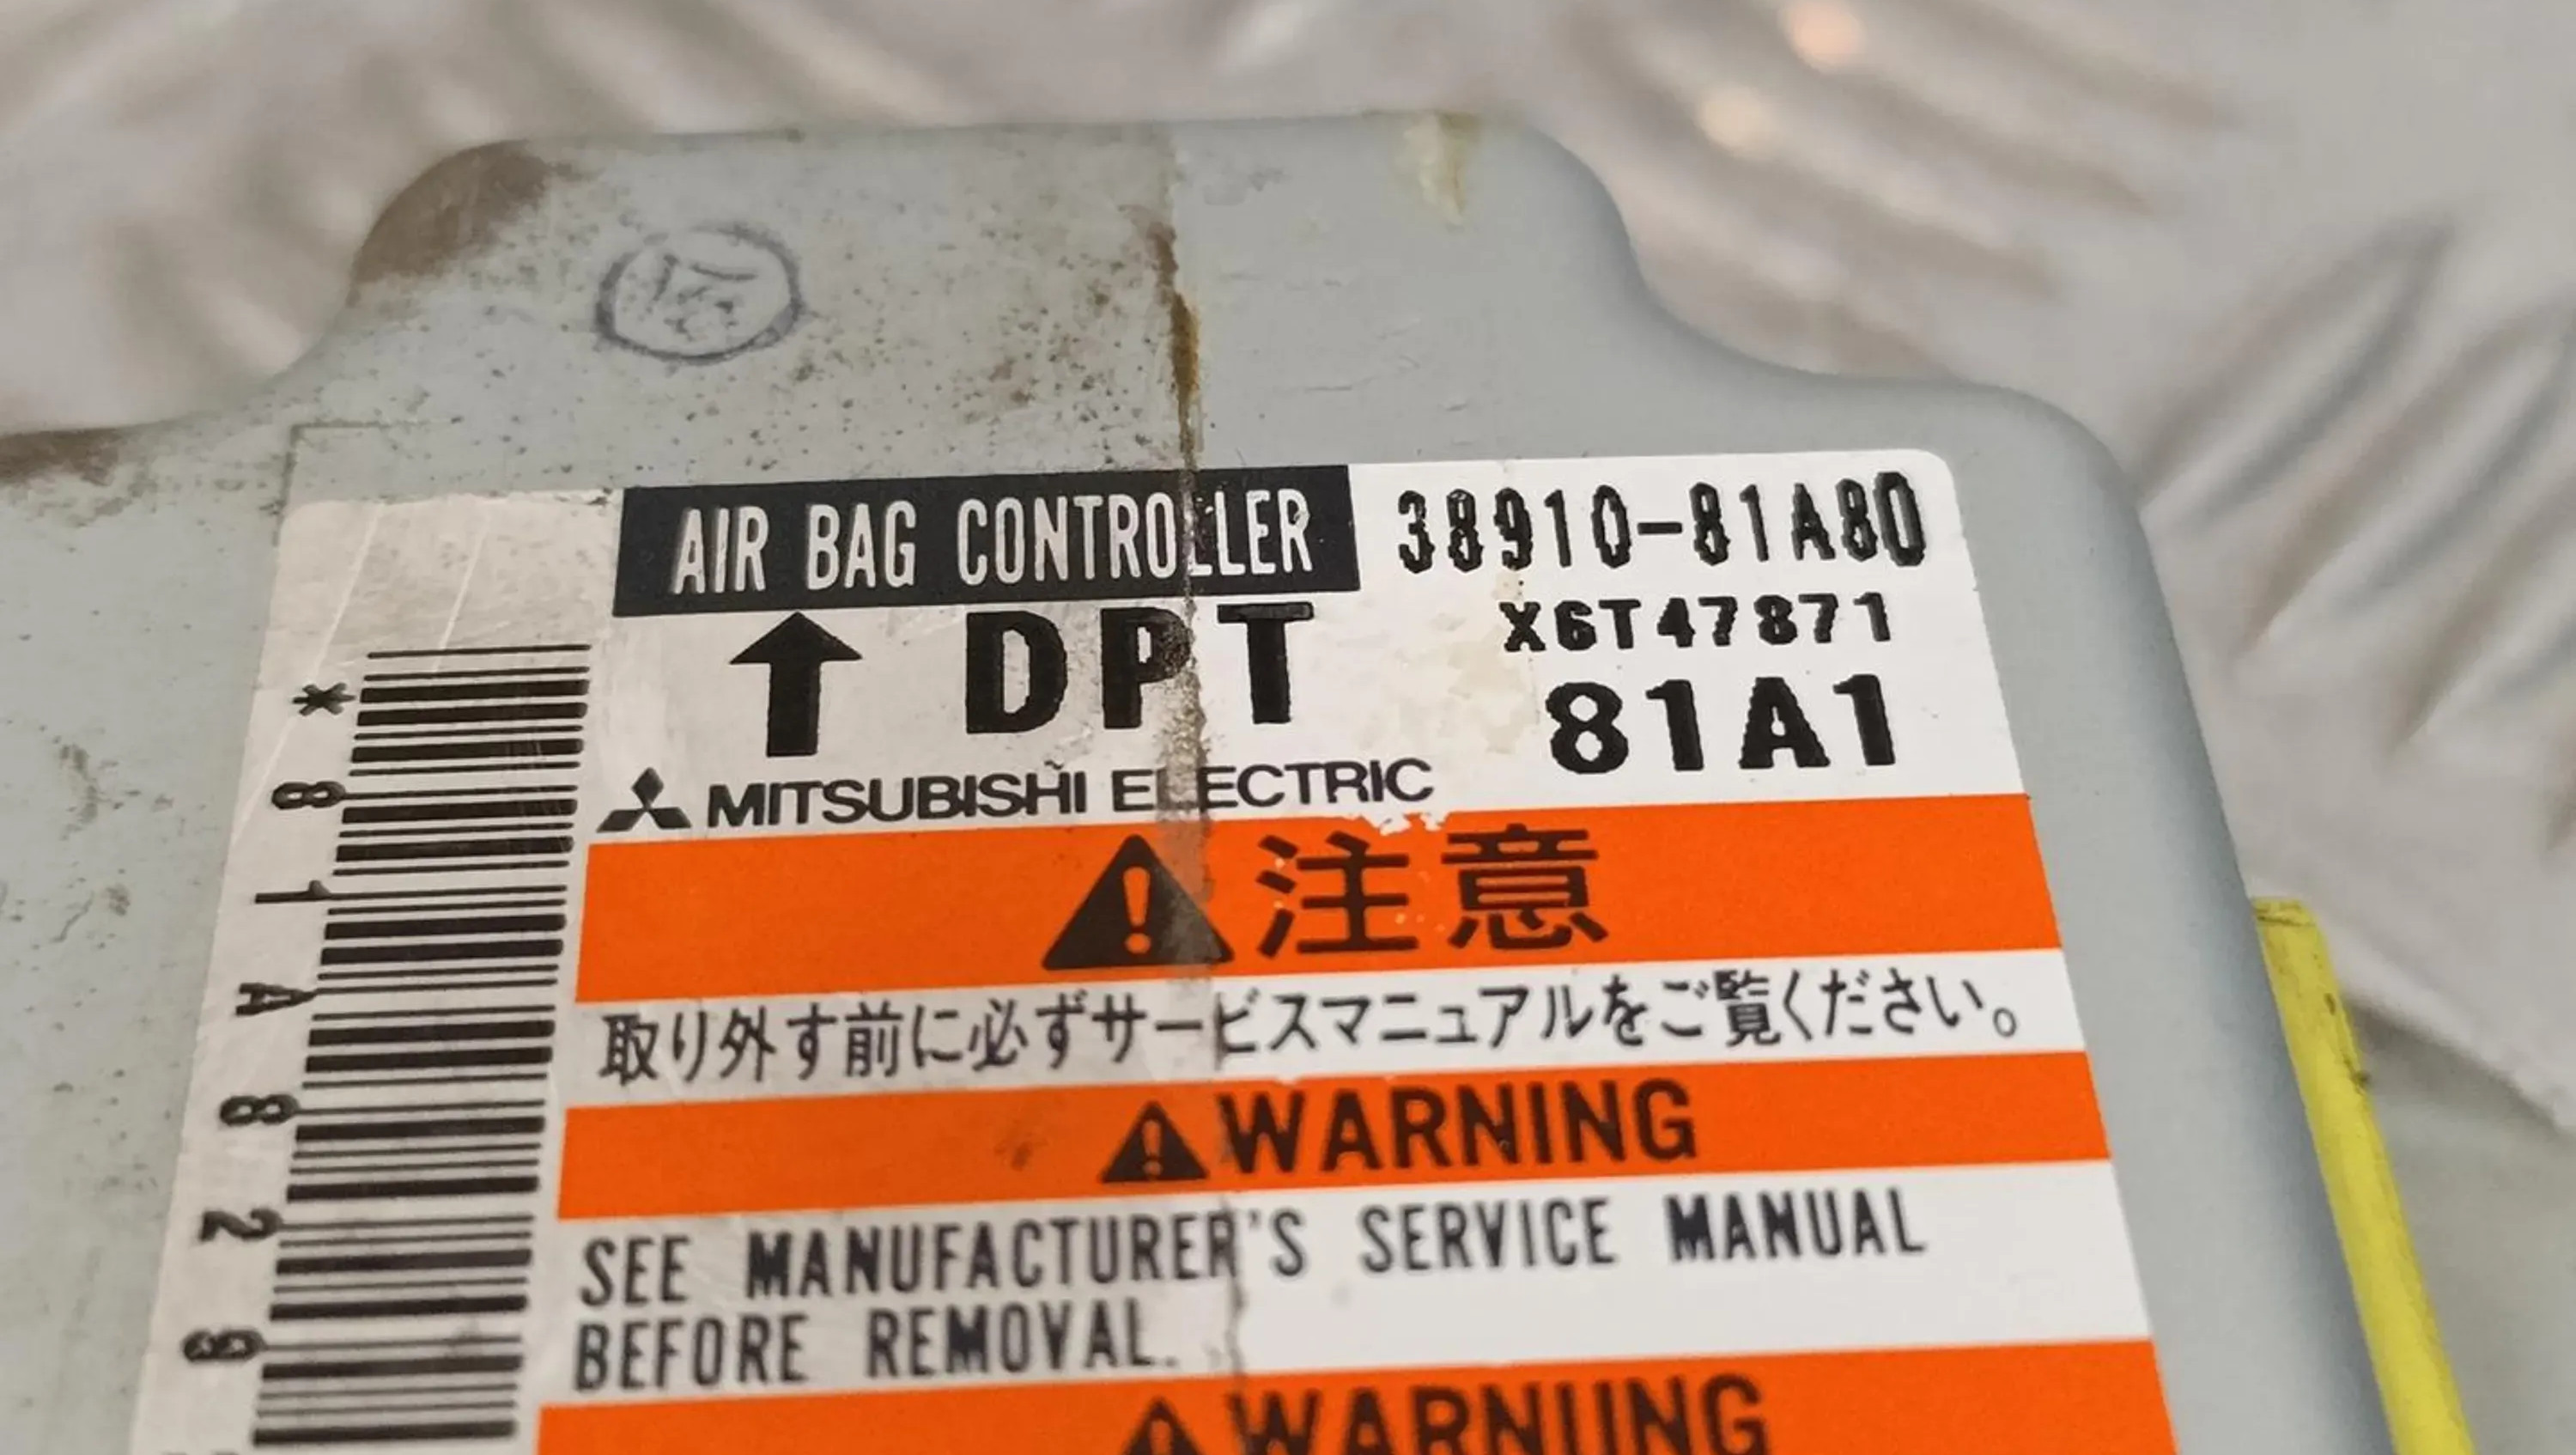 AIR BAG CONTROLLER 38910-81A80
DPT X6T47871
81A1
MITSUBISHI ELECTRIC
注意
取り外す前に必ずサービスマニュアルをご覧ください。
WARNING
SEE MANUFACTURER'S SERVICE MANUAL
BEFORE REMOVAL.
WARNUNG
*81A829